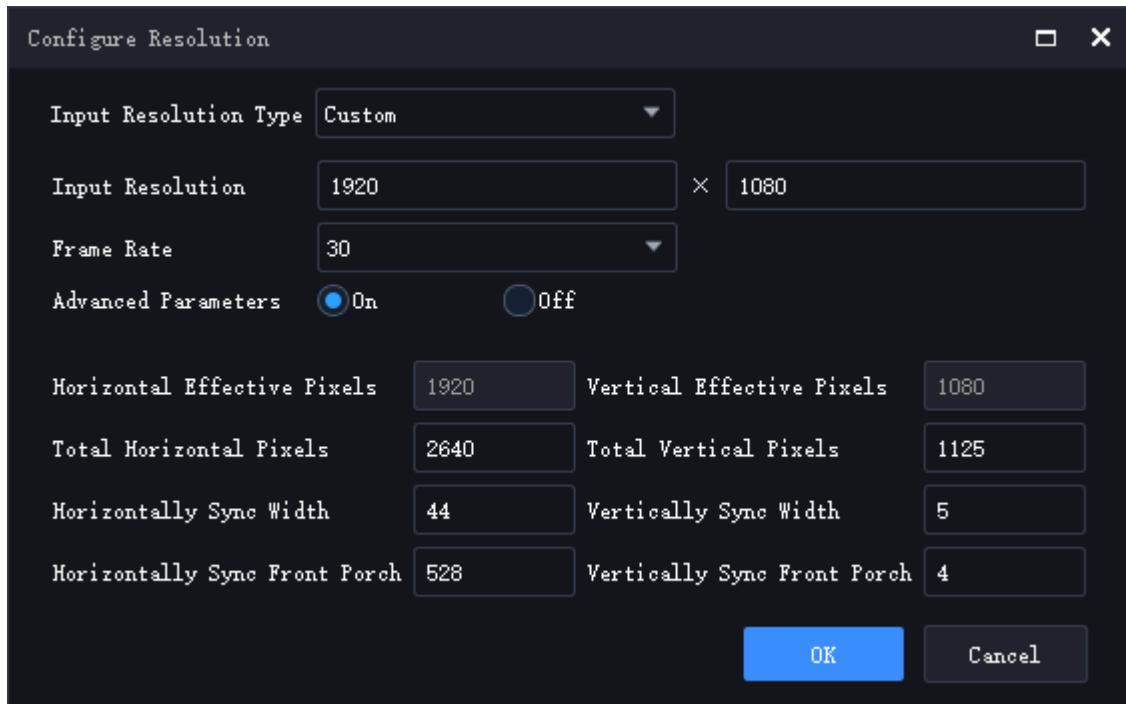 Configure Resolution
Input Resolution Type Custom
Input Resolution 1920 × 1080
Frame Rate 30
Advanced Parameters On Off
Horizontal Effective Pixels 1920 Vertical Effective Pixels 1080
Total Horizontal Pixels 2640 Total Vertical Pixels 1125
Horizontally Sync Width 44 Vertically Sync Width 5
Horizontally Sync Front Porch 528 Vertically Sync Front Porch 4
OK Cancel